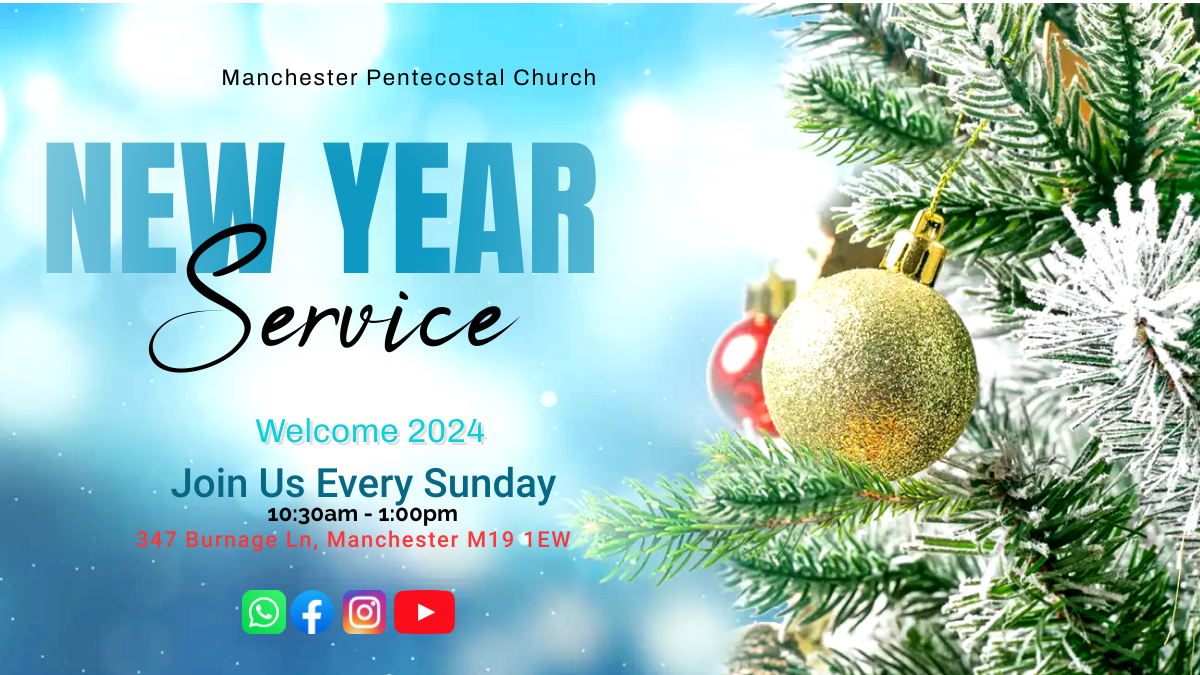 Manchester Pentecostal Church
NEW YEAR
Service
Welcome 2024
Join Us Every Sunday
10:30am - 1:00pm
347 Burnage Ln, Manchester M19 1EW